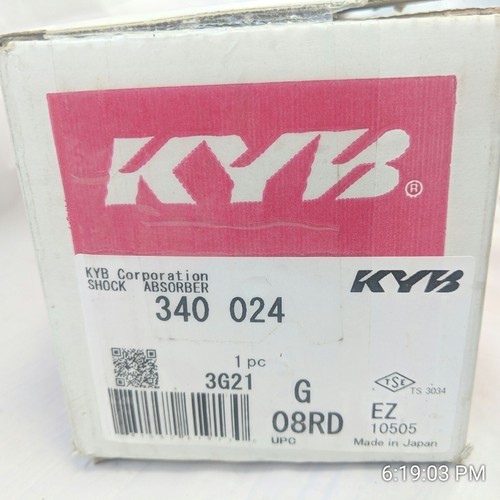 KYB®
KYB Corporation
SHOCK ABSORBER
KYB
340 024
1 pc
3G21
G
TSE
TS 3034
08RD
EZ
UPC
10505
Made in Japan
6:19:03 PM